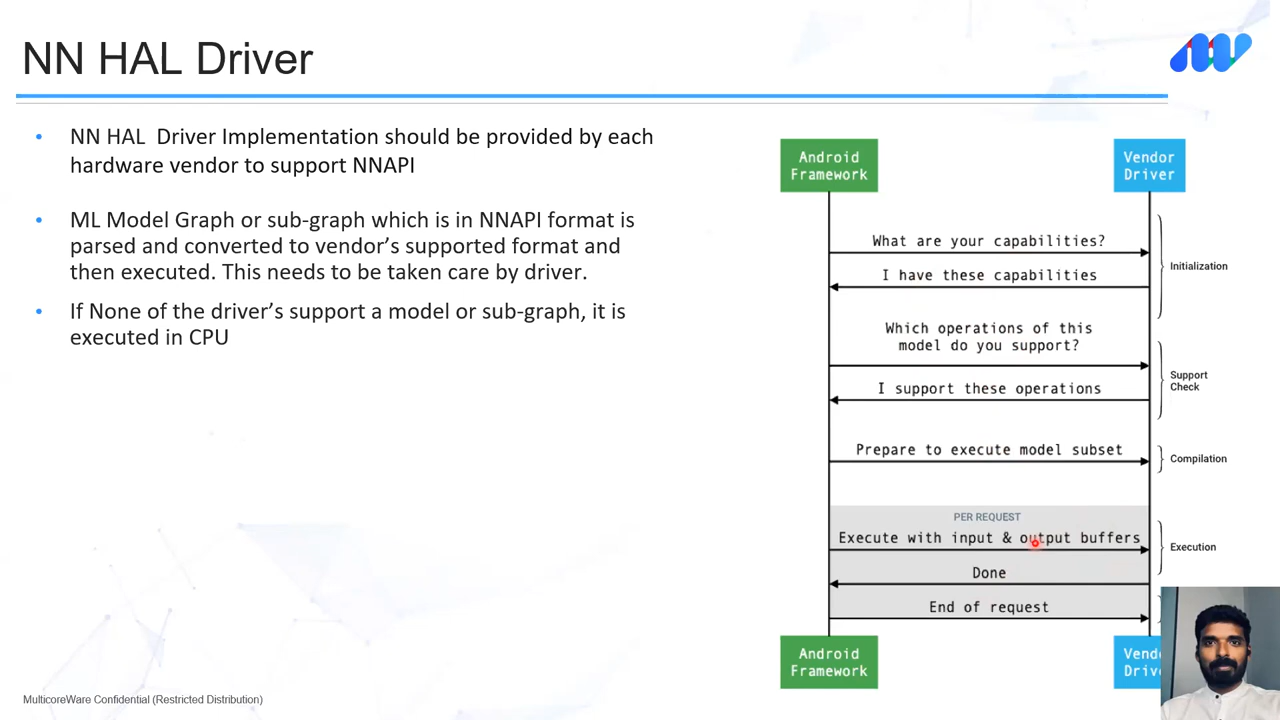 NN HAL Driver
NN HAL  Driver Implementation should be provided by each
hardware vendor to support NNAPI
ML Model Graph or sub-graph which is in NNAPI format is
parsed and converted to vendor's supported format and
then executed. This needs to be taken care by driver.
If None of the driver's support a model or sub-graph, it is
executed in CPU
Android
Framework
Vendor
Driver
What are your capabilities?
I have these capabilities
Initialization
Which operations of this
model do you support?
I support these operations
Support
Check
Prepare to execute model subset
Compilation
PER REQUEST
Execute with input & output buffers
Execution
Done
End of request
Android
Framework
MulticoreWare Confidential (Restricted Distribution)